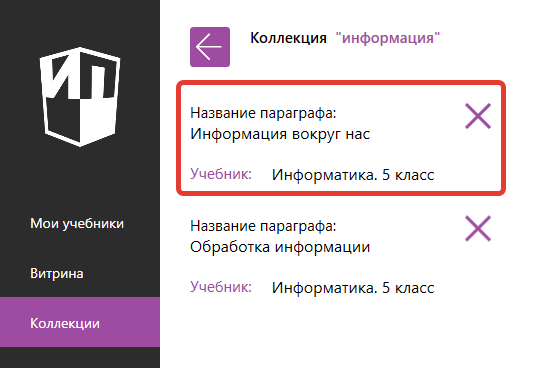 Коллекция "информация"
Название параграфа:
Информация вокруг нас
Учебник: Информатика. 5 класс
Название параграфа:
Обработка информации
Учебник: Информатика. 5 класс
Мои учебники
Витрина
Коллекции